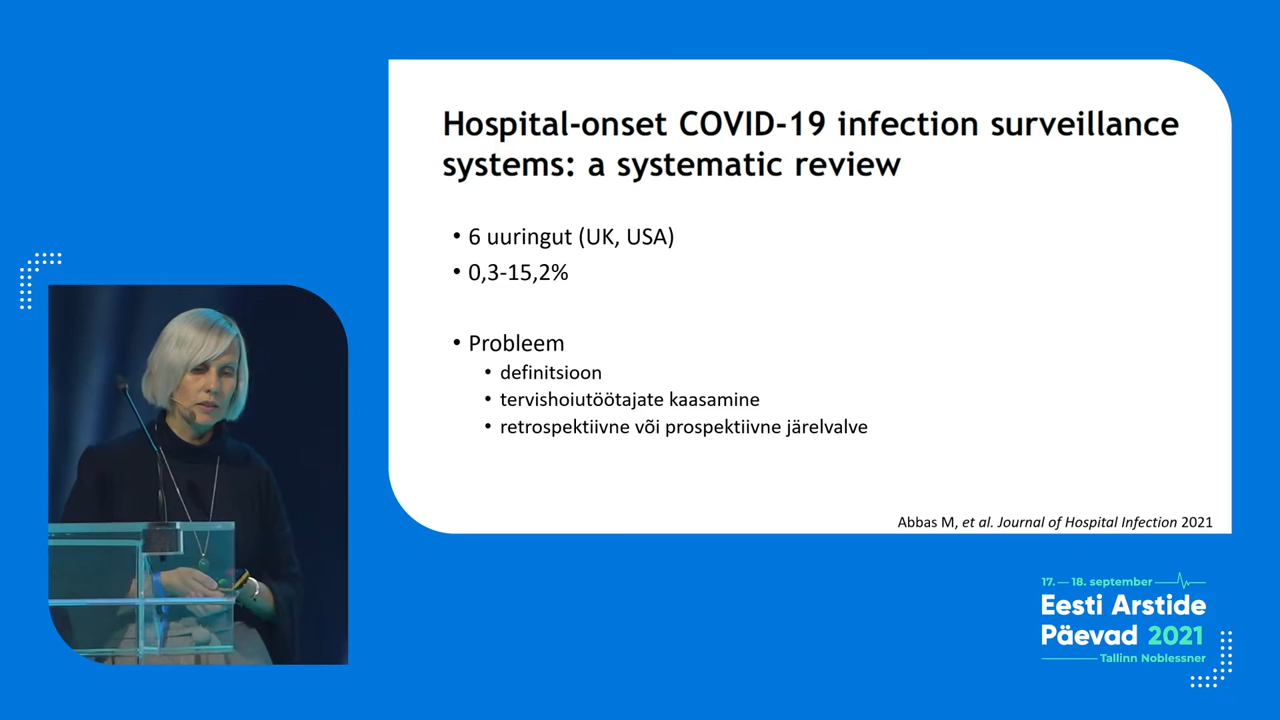 Hospital-onset COVID-19 infection surveillance
systems: a systematic review
• 6 uuringut (UK, USA)
• 0,3-15,2%
• Probleem
• definitsioon
• tervishoiutöötajate kaasamine
• retrospektiivne või prospektiivne järelvalve
Abbas M, et al. Journal of Hospital Infection 2021
17. — 18. september
Eesti Arstide
Päevad 2021
Tallinn Noblessner